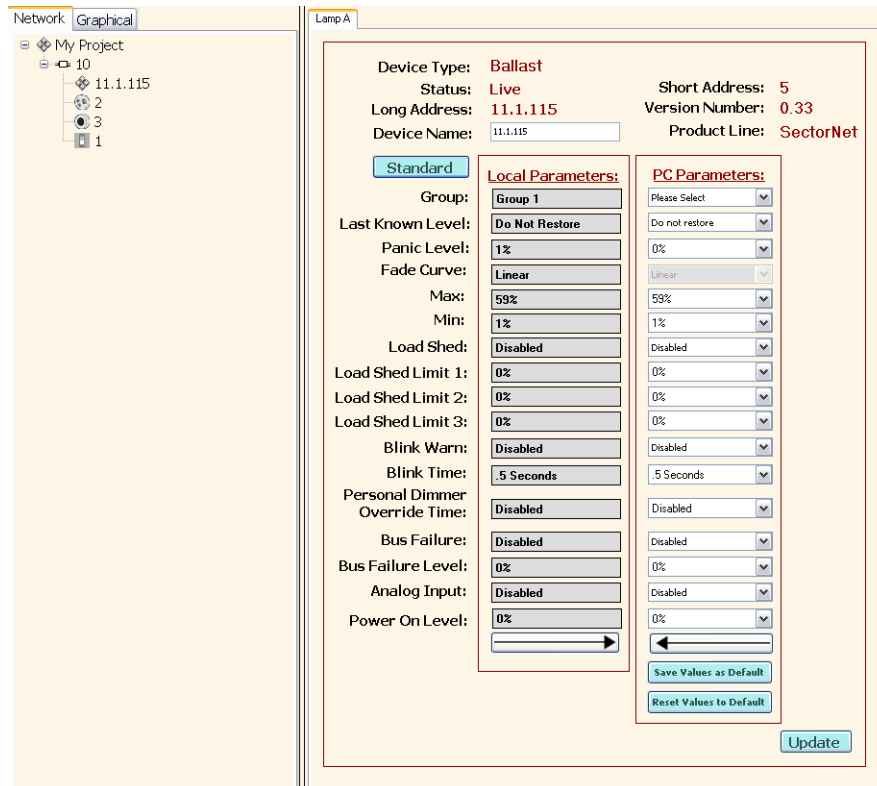 Network Graphical
My Project
10
11.1.115
2
3
1
Lamp A
Device Type: Ballast
Status: Live Short Address: 5
Long Address: 11.1.115 Version Number: 0.33
Device Name: 11.1.115 Product Line: SectorNet
Standard Local Parameters: PC Parameters:
Group: Group 1 Please Select
Last Known Level: Do Not Restore Do not restore
Panic Level: 1% 0%
Fade Curve: Linear Linear
Max: 59% 59%
Min: 1% 1%
Load Shed: Disabled Disabled
Load Shed Limit 1: 0% 0%
Load Shed Limit 2: 0% 0%
Load Shed Limit 3: 0% 0%
Blink Warn: Disabled Disabled
Blink Time: .5 Seconds .5 Seconds
Personal Dimmer
Override Time: Disabled Disabled
Bus Failure: Disabled Disabled
Bus Failure Level: 0% 0%
Analog Input: Disabled Disabled
Power On Level: 0% 0%
Save Values as Default
Reset Values to Default
Update